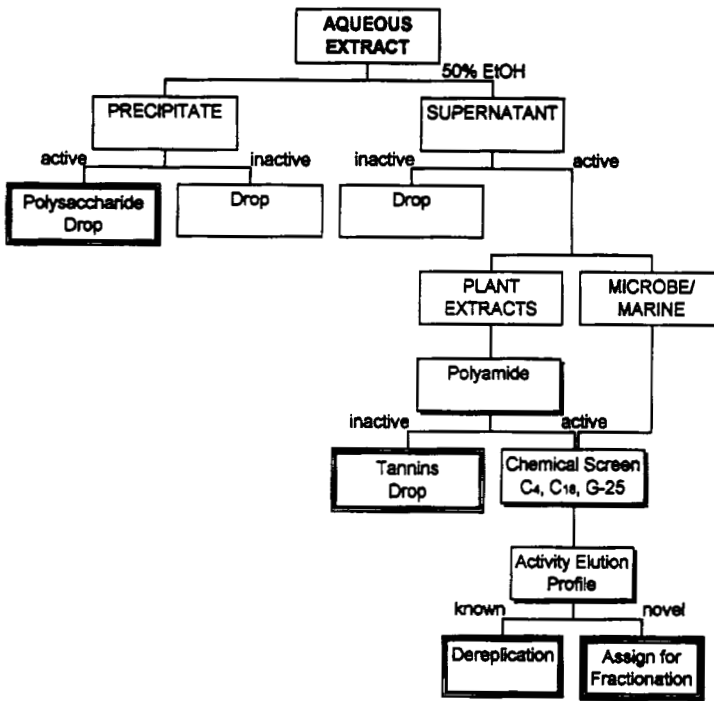 AQUEOUS
EXTRACT
50% EtOH
PRECIPITATE
SUPERNATANT
active
inactive
inactive
active
Polysaccharide
Drop
Drop
Drop
PLANT
EXTRACTS
MICROBE/
MARINE
Polyamide
inactive
active
Tannins
Drop
Chemical Screen
C₄, C₁₈, G-25
Activity Elution
Profile
known
novel
Dereplication
Assign for
Fractionation